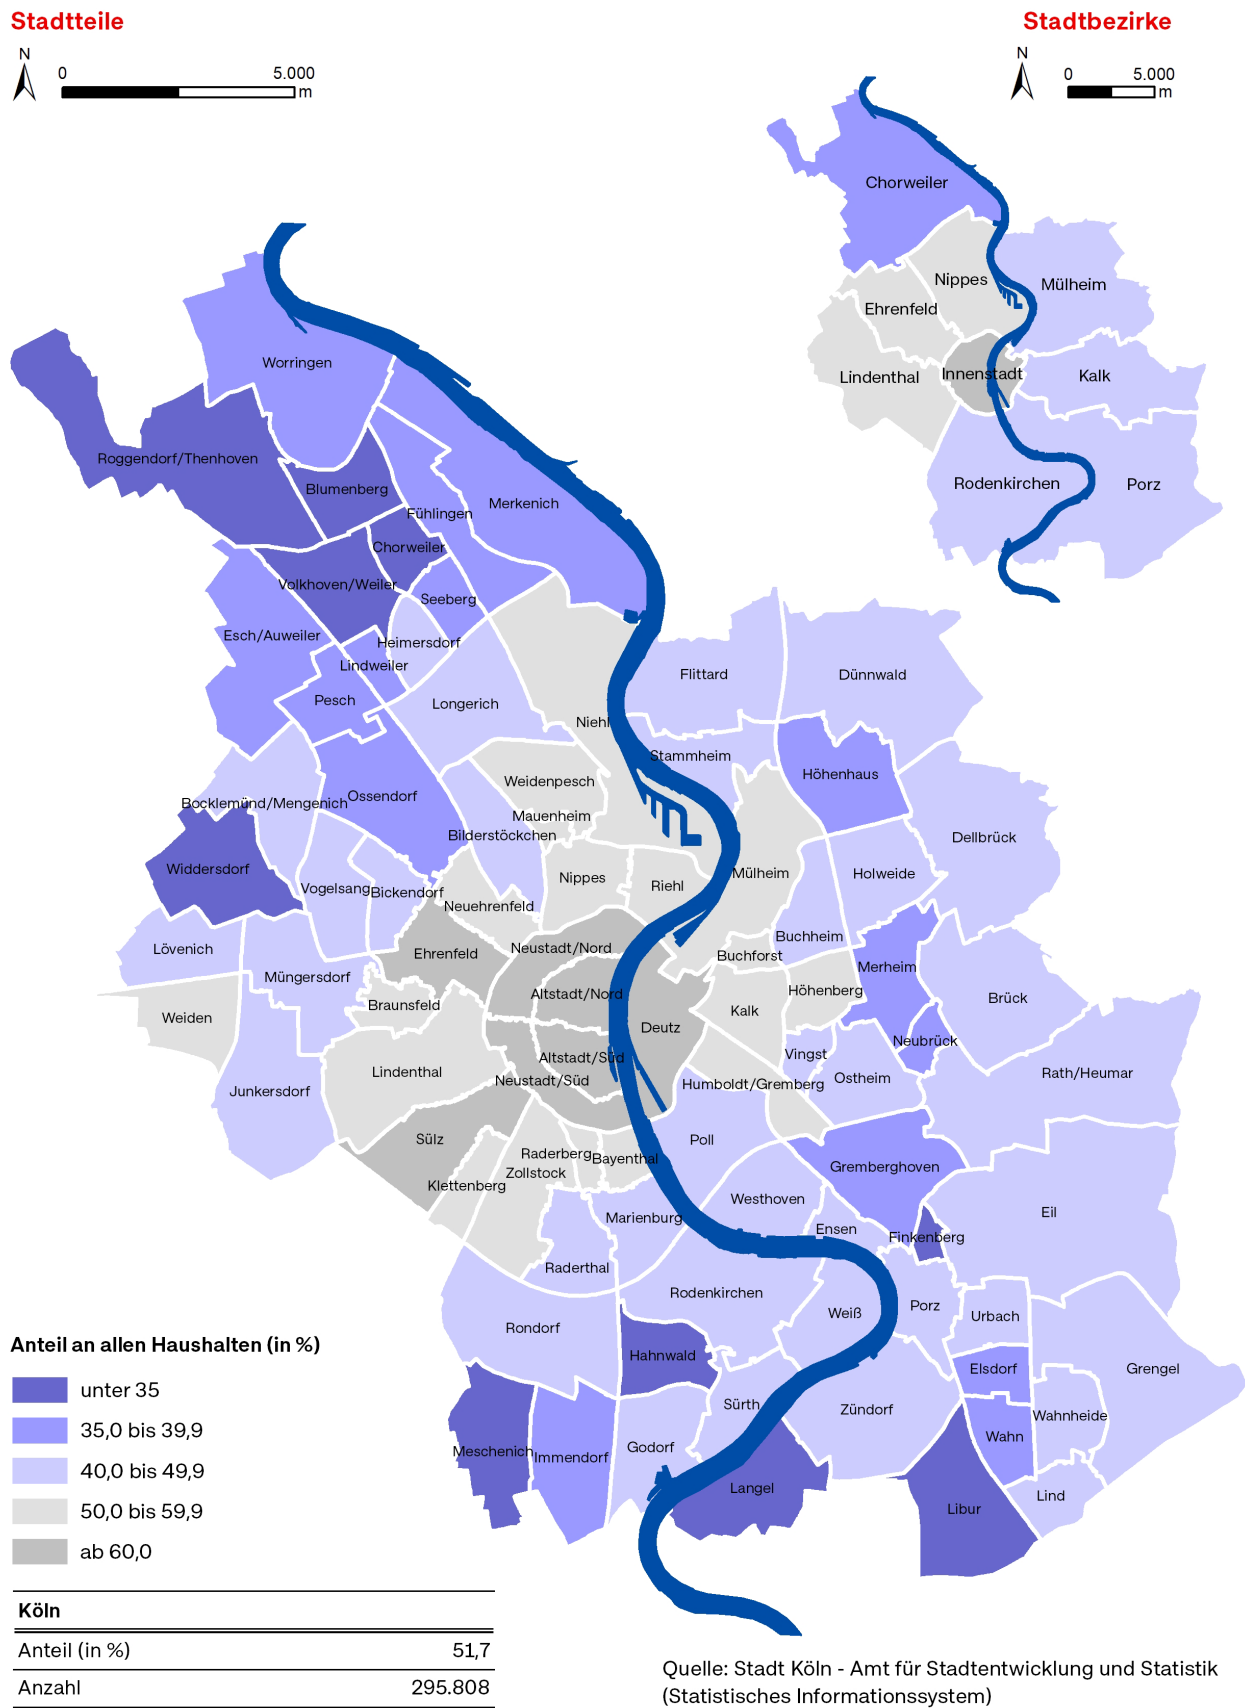 Stadtteile
N
0 5.000
m
Stadtbezirke
N
0 5.000
m
Chorweiler
Nippes
Mülheim
Ehrenfeld
Lindenthal
Innenstadt
Kalk
Rodenkirchen
Porz
Worringen
Roggendorf/Thenhoven
Blumenberg
Merkenich
Fühlingen
Chorweiler
Volkhoven/Weiler
Seeberg
Esch/Auweiler
Heimersdorf
Lindweiler
Pesch
Longerich
Flittard
Dünnwald
Niehl
Stammheim
Höhenhaus
Weidenpesch
Ossendorf
Bocklemünd/Mengenich
Mauenheim
Bilderstöckchen
Dellbrück
Widdersdorf
Nippes
Riehl
Mülheim
Holweide
Vogelsang
Bickendorf
Neuehrenfeld
Buchheim
Lövenich
Neustadt/Nord
Ehrenfeld
Buchforst
Merheim
Müngersdorf
Altstadt/Nord
Höhenberg
Brück
Braunsfeld
Kalk
Weiden
Deutz
Neubrück
Altstadt/Süd
Vingst
Lindenthal
Neustadt/Süd
Ostheim
Rath/Heumar
Humboldt/Gremberg
Junkersdorf
Sülz
Poll
Raderberg
Bayenthal
Gremberghoven
Zollstock
Klettenberg
Westhoven
Marienburg
Eil
Ensen
Finkenberg
Raderthal
Rodenkirchen
Porz
Weiß
Urbach
Rondorf
Hahnwald
Elsdorf
Grengel
Sürth
Zündorf
Wahnheide
Wahn
Godorf
Meschenich
Immendorf
Langel
Lind
Libur
Anteil an allen Haushalten (in %)
unter 35
35,0 bis 39,9
40,0 bis 49,9
50,0 bis 59,9
ab 60,0
Köln
Anteil (in %) 51,7
Anzahl 295.808
Quelle: Stadt Köln - Amt für Stadtentwicklung und Statistik
(Statistisches Informationssystem)